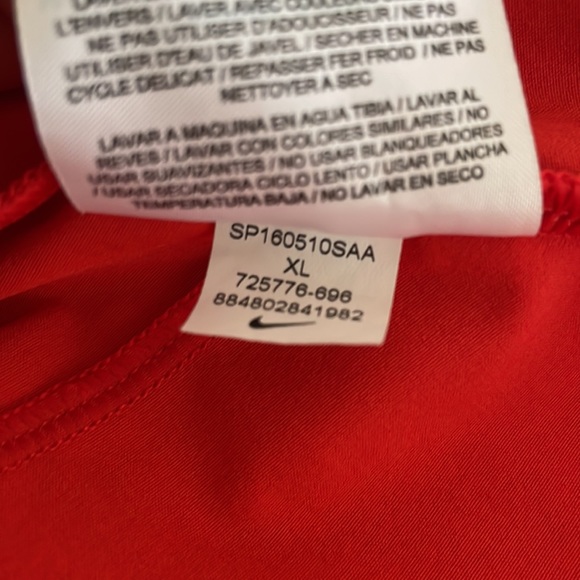 L'ENVERS / LAVER AVEC COULEURS
NE PAS UTILISER D'ADOUCISSEUR / NE PAS
UTILISER D'EAU DE JAVEL / SECHER EN MACHINE
CYCLE DELICAT / REPASSER FER FROID / NE PAS
NETTOYER A SEC
LAVAR A MAQUINA EN AGUA TIBIA / LAVAR AL
REVES / LAVAR CON COLORES SIMILARES / NO
USAR SUAVIZANTES / NO USAR BLANQUEADORES
/ USAR SECADORA CICLO LENTO / USAR PLANCHA
TEMPERATURA BAJA / NO LAVAR EN SECO
SP160510SAA
XL
725776-696
884802841982